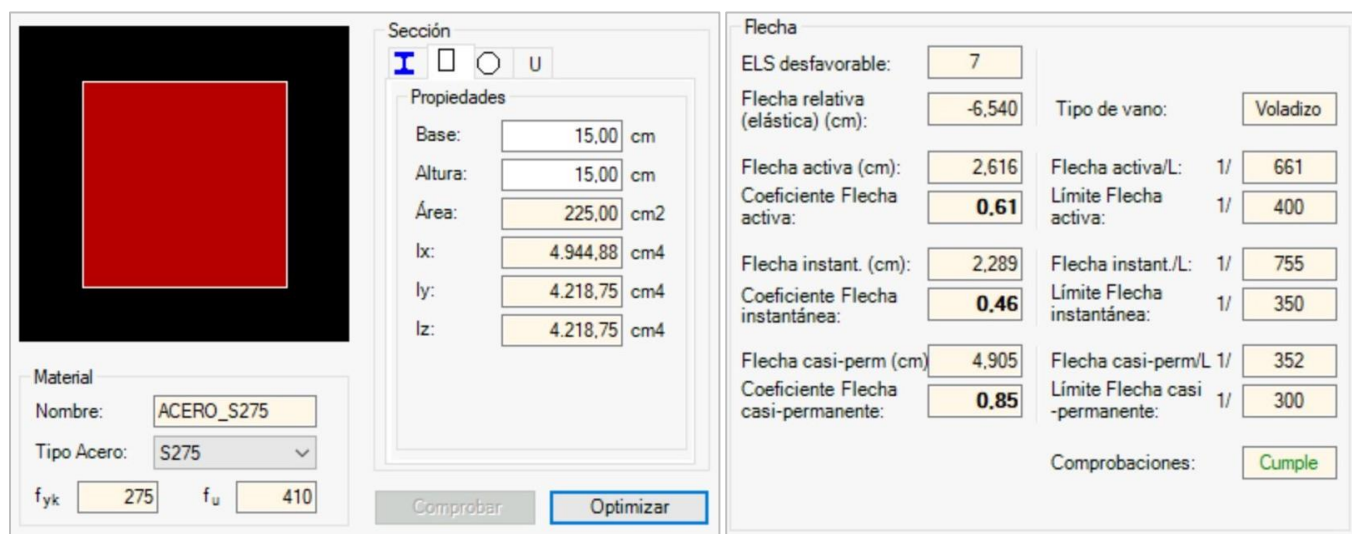 Sección
U
Propiedades
Base: 15,00 cm
Altura: 15,00 cm
Área: 225,00 cm2
Ix: 4.944,88 cm4
Iy: 4.218,75 cm4
Iz: 4.218,75 cm4
Material
Nombre: ACERO_S275
Tipo Acero: S275
fyk 275 fu 410
Comprobar Optimizar
Flecha
ELS desfavorable: 7
Flecha relativa
(elástica) (cm): -6,540 Tipo de vano: Voladizo
Flecha activa (cm): 2,616 Flecha activa/L: 1/ 661
Coeficiente Flecha
activa: 0,61 Límite Flecha
activa: 1/ 400
Flecha instant. (cm): 2,289 Flecha instant./L: 1/ 755
Coeficiente Flecha
instantánea: 0,46 Límite Flecha
instantánea: 1/ 350
Flecha casi-perm (cm) 4,905 Flecha casi-perm/L 1/ 352
Coeficiente Flecha
casi-permanente: 0,85 Límite Flecha casi
-permanente: 1/ 300
Comprobaciones: Cumple